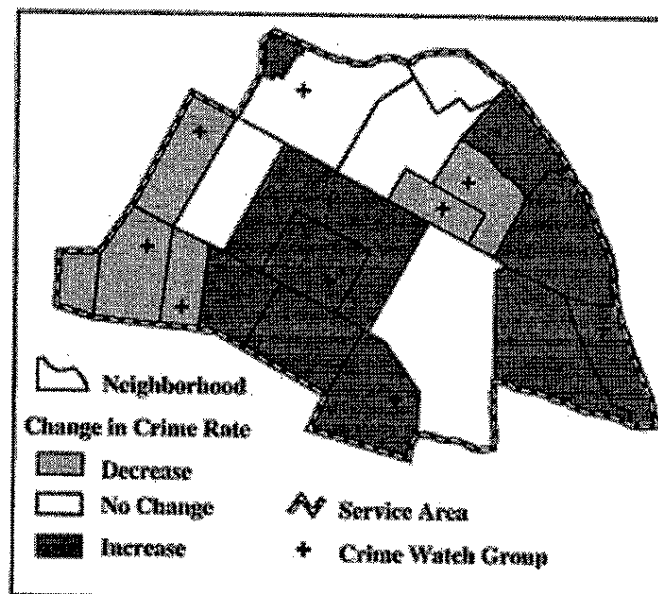 Neighborhood
Change in Crime Rate
Decrease
No Change
Increase
Service Area
Crime Watch Group